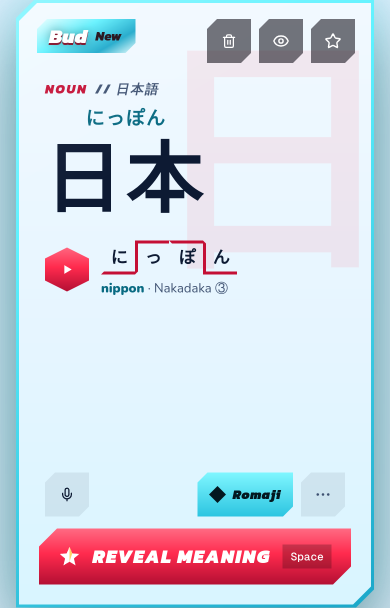 Bud New
NOUN // 日本語
にっぽん
日本
にっぽん
nippon · Nakadaka ③
Romaji
REVEAL MEANING Space